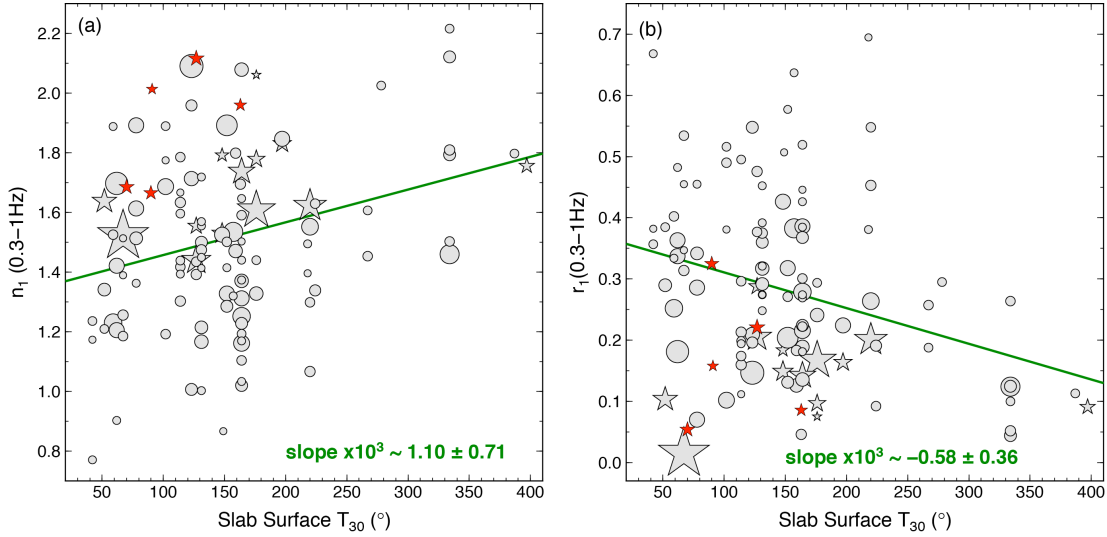 (a)
2.2
2.0
1.8
1.6
1.4
1.2
1.0
0.8
n₁ (0.3–1Hz)
slope x10³ ~ 1.10 ± 0.71
50 100 150 200 250 300 350 400
Slab Surface T₃₀ (°)
(b)
0.7
0.6
0.5
0.4
0.3
0.2
0.1
0.0
r₁(0.3–1Hz)
slope x10³ ~ −0.58 ± 0.36
50 100 150 200 250 300 350 400
Slab Surface T₃₀ (°)